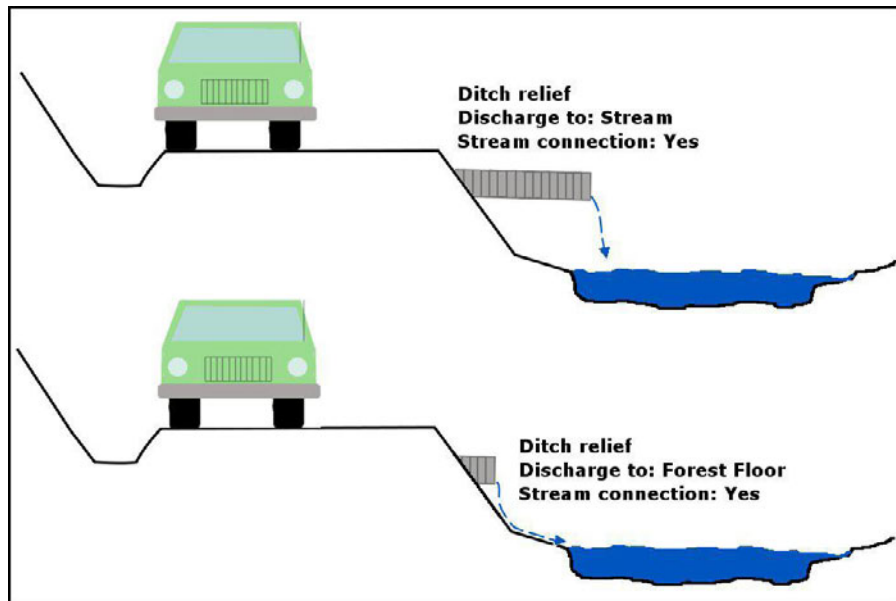 Ditch relief
Discharge to: Stream
Stream connection: Yes
Ditch relief
Discharge to: Forest Floor
Stream connection: Yes